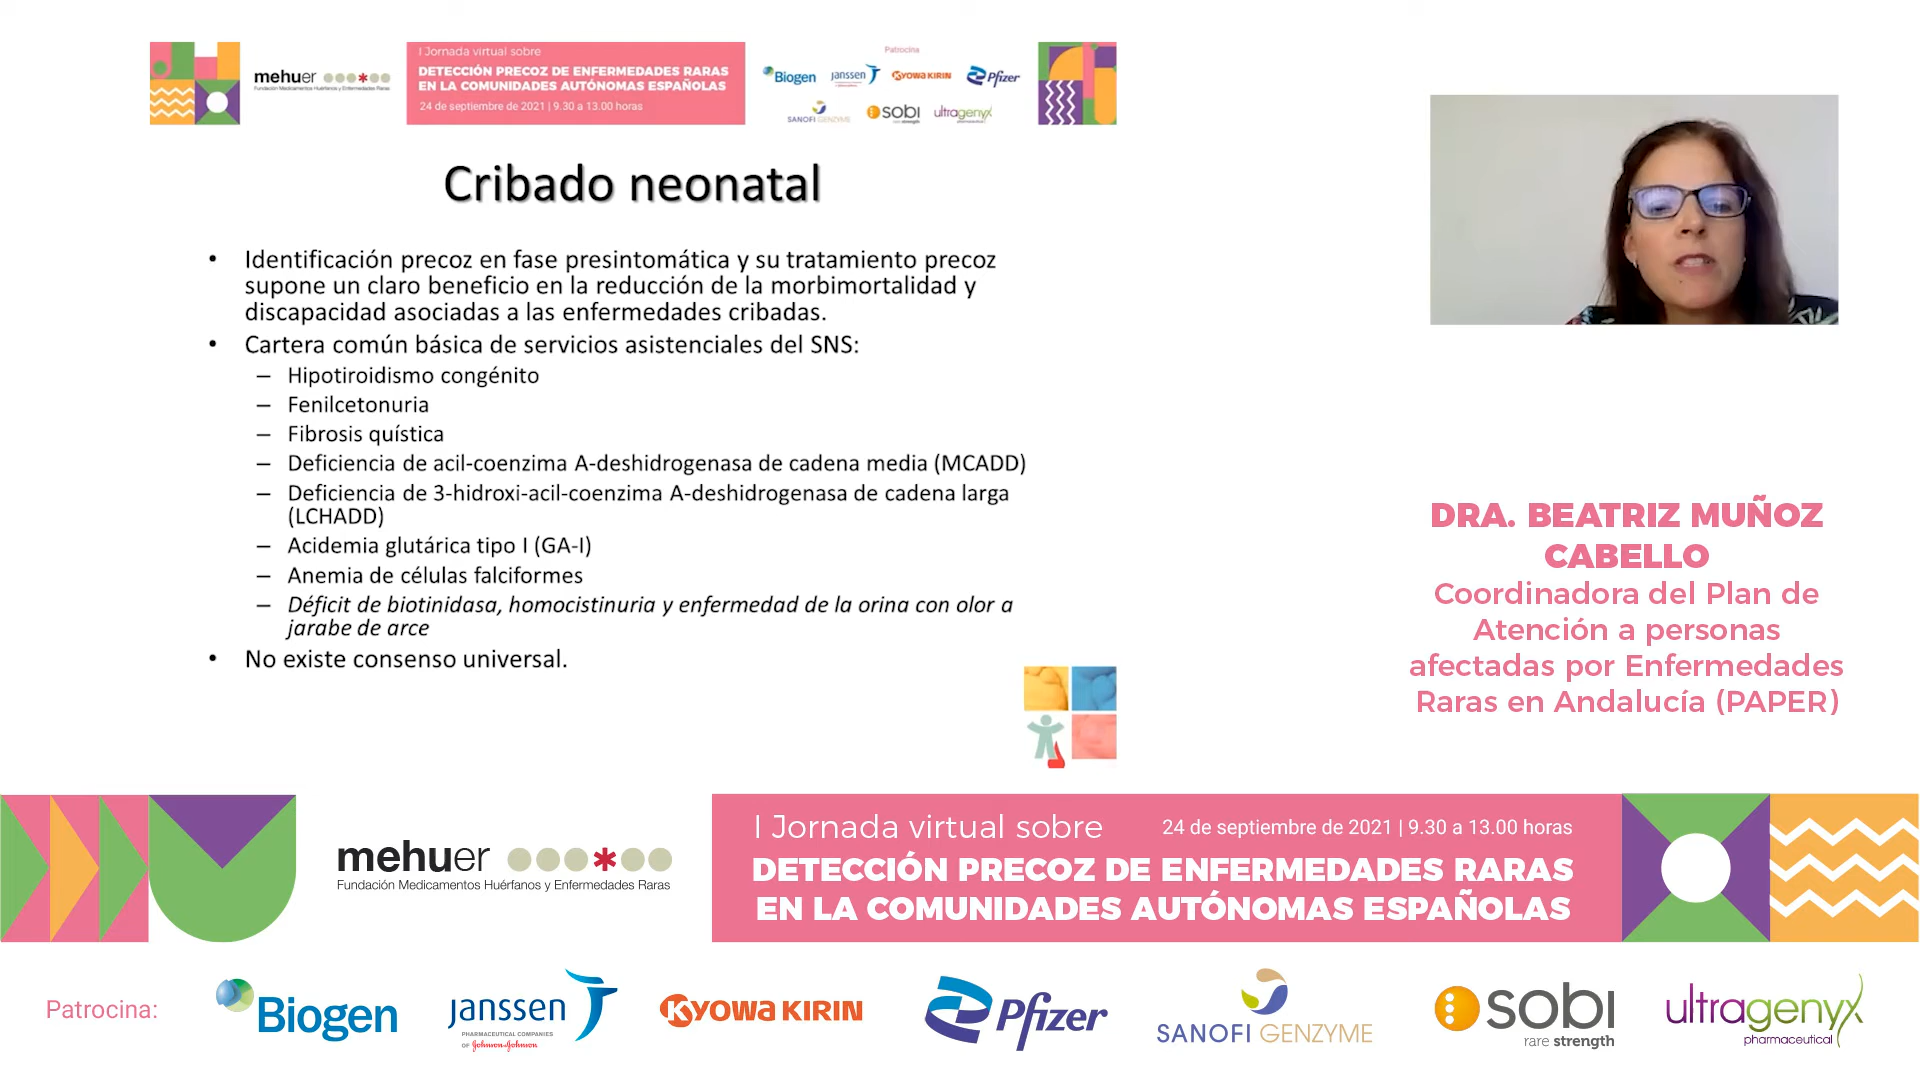 I Jornada virtual sobre
DETECCIÓN PRECOZ DE ENFERMEDADES RARAS
EN LA COMUNIDADES AUTÓNOMAS ESPAÑOLAS
24 de septiembre de 2021 | 9.30 a 13.00 horas
mehuer
Fundación Medicamentos Huérfanos y Enfermedades Raras
Patrocina
Biogen
janssen
KYOWA KIRIN
Pfizer
SANOFI GENZYME
sobi
rare strength
ultragenyx
pharmaceutical
Cribado neonatal
• Identificación precoz en fase presintomática y su tratamiento precoz
supone un claro beneficio en la reducción de la morbimortalidad y
discapacidad asociadas a las enfermedades cribadas.
• Cartera común básica de servicios asistenciales del SNS:
– Hipotiroidismo congénito
– Fenilcetonuria
– Fibrosis quística
– Deficiencia de acil-coenzima A-deshidrogenasa de cadena media (MCADD)
– Deficiencia de 3-hidroxi-acil-coenzima A-deshidrogenasa de cadena larga
(LCHADD)
– Acidemia glutárica tipo I (GA-I)
– Anemia de células falciformes
– Déficit de biotinidasa, homocistinuria y enfermedad de la orina con olor a
jarabe de arce
• No existe consenso universal.
DRA. BEATRIZ MUÑOZ
CABELLO
Coordinadora del Plan de
Atención a personas
afectadas por Enfermedades
Raras en Andalucía (PAPER)
mehuer
Fundación Medicamentos Huérfanos y Enfermedades Raras
I Jornada virtual sobre 24 de septiembre de 2021 | 9.30 a 13.00 horas
DETECCIÓN PRECOZ DE ENFERMEDADES RARAS
EN LA COMUNIDADES AUTÓNOMAS ESPAÑOLAS
Patrocina:
Biogen
janssen
PHARMACEUTICAL COMPANIES
OF Johnson & Johnson
KYOWA KIRIN
Pfizer
SANOFI GENZYME
sobi
rare strength
ultragenyx
pharmaceutical